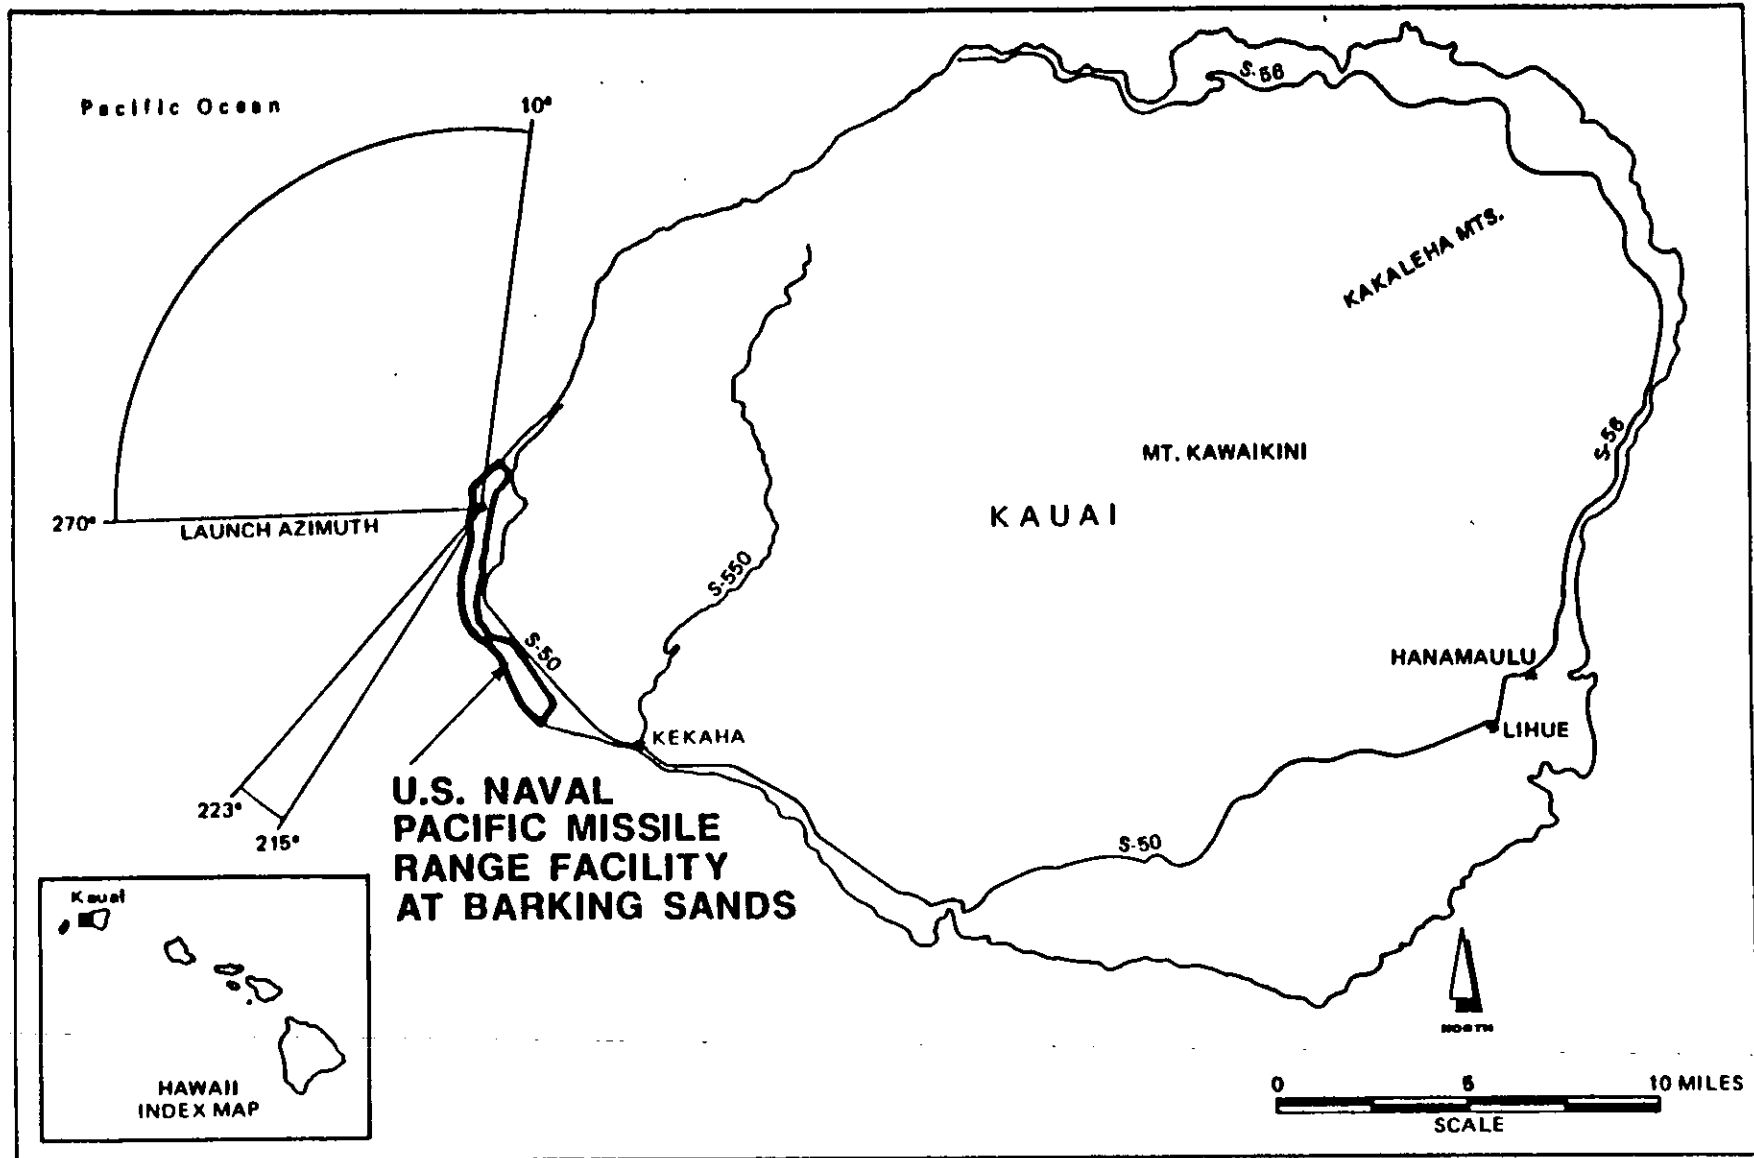 Pacific Ocean
10°
S-56
KAKALEHA MTS.
MT. KAWAIKINI
S-56
KAUAI
270°
LAUNCH AZIMUTH
S-550
S-50
HANAMAULU
LIHUE
KEKAHA
U.S. NAVAL
PACIFIC MISSILE
RANGE FACILITY
AT BARKING SANDS
223°
215°
S-50
Kauai
HAWAII
INDEX MAP
NORTH
0 5 10 MILES
SCALE